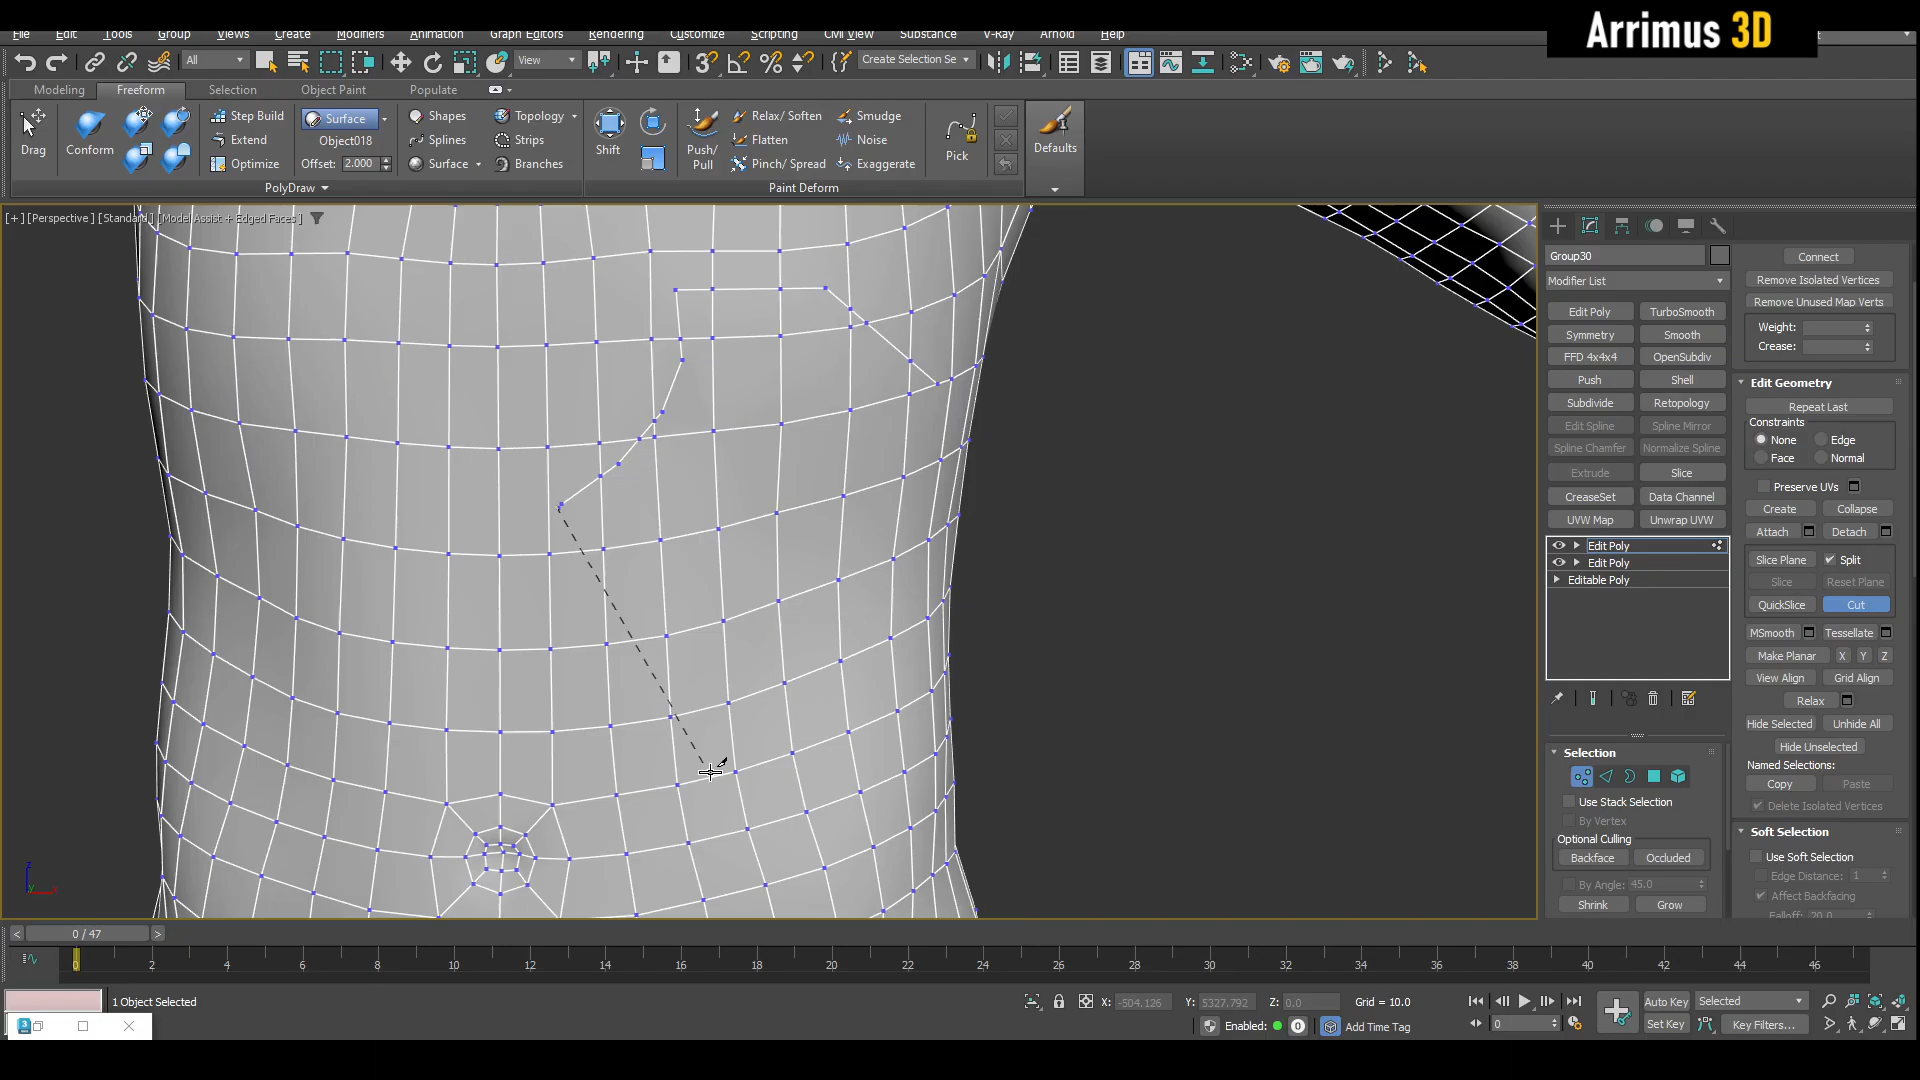 Arrimus 3D
File Edit Tools Group Views Create Modifiers Animation Graph Editors Rendering Customize Scripting Civil View Substance V-Ray Arnold Help
All View Create Selection Se
Modeling Freeform Selection Object Paint Populate
Step Build Surface Shapes Topology Relax/ Soften Smudge
Extend Object018 Splines Strips Flatten Noise
Drag Conform Shift Push/ Pull Pick Defaults
Optimize Offset: 2.000 Surface Branches Pinch/ Spread Exaggerate
PolyDraw Paint Deform
[+] [Perspective ] [Standard ] [Model Assist + Edged Faces ]
Group30
Modifier List
Edit Poly TurboSmooth
Symmetry Smooth
FFD 4x4x4 OpenSubdiv
Push Shell
Subdivide Retopology
Edit Spline Spline Mirror
Spline Chamfer Normalize Spline
Extrude Slice
CreaseSet Data Channel
UVW Map Unwrap UVW
Edit Poly
Edit Poly
Editable Poly
Selection
Use Stack Selection
By Vertex
Optional Culling
Backface Occluded
By Angle: 45.0
Shrink Grow
Connect
Remove Isolated Vertices
Remove Unused Map Verts
Weight:
Crease:
Edit Geometry
Repeat Last
Constraints
None Edge
Face Normal
Preserve UVs
Create Collapse
Attach Detach
Slice Plane Split
Slice Reset Plane
QuickSlice Cut
MSmooth Tessellate
Make Planar X Y Z
View Align Grid Align
Relax
Hide Selected Unhide All
Hide Unselected
Named Selections:
Copy Paste
Delete Isolated Vertices
Soft Selection
Use Soft Selection
Edge Distance: 1
Affect Backfacing
Falloff: 20.0
z
y x
< 0 / 47 >
0 2 4 6 8 10 12 14 16 18 20 22 24 26 28 30 32 34 36 38 40 42 44 46
1 Object Selected X: -504.126 Y: 5327.792 Z: 0.0 Grid = 10.0 Auto Key Selected
3 Enabled: 0 Add Time Tag 0 Set Key Key Filters...